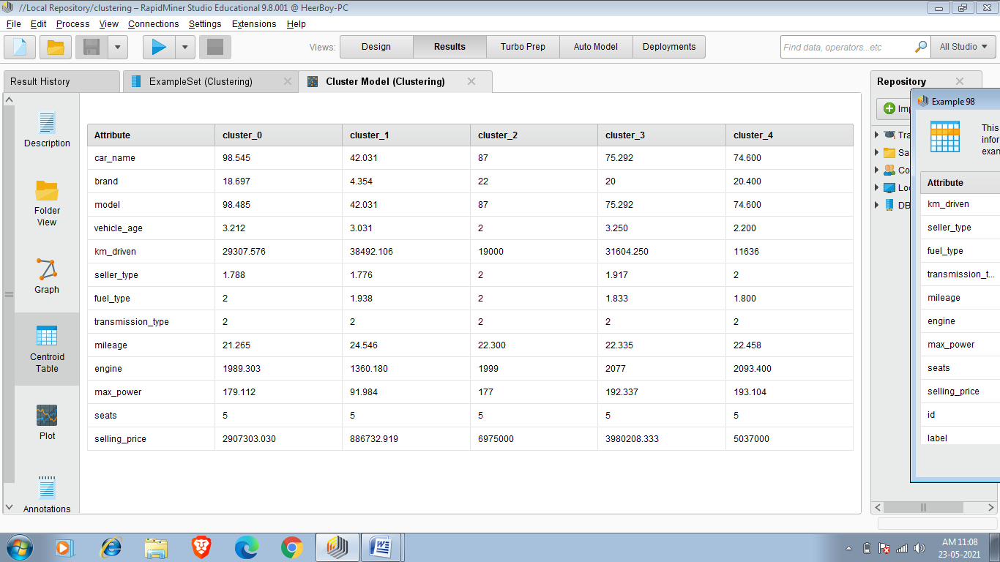 //Local Repository/clustering – RapidMiner Studio Educational 9.8.001 @ HeerBoy-PC
File Edit Process View Connections Settings Extensions Help
Views: Design Results Turbo Prep Auto Model Deployments Find data, operators...etc All Studio
Result History ExampleSet (Clustering) Cluster Model (Clustering) Repository
Description
Folder View
Graph
Centroid Table
Plot
Annotations
Attribute cluster_0 cluster_1 cluster_2 cluster_3 cluster_4
car_name 98.545 42.031 87 75.292 74.600
brand 18.697 4.354 22 20 20.400
model 98.485 42.031 87 75.292 74.600
vehicle_age 3.212 3.031 2 3.250 2.200
km_driven 29307.576 38492.106 19000 31604.250 11636
seller_type 1.788 1.776 2 1.917 2
fuel_type 2 1.938 2 1.833 1.800
transmission_type 2 2 2 2 2
mileage 21.265 24.546 22.300 22.335 22.458
engine 1989.303 1360.180 1999 2077 2093.400
max_power 179.112 91.984 177 192.337 193.104
seats 5 5 5 5 5
selling_price 2907303.030 886732.919 6975000 3980208.333 5037000
Imp
Tra
Sa
Co
Loc
DB
Example 98
This
infor
exan
Attribute
km_driven
seller_type
fuel_type
transmission_t...
mileage
engine
max_power
seats
selling_price
id
label
AM 11:08
23-05-2021